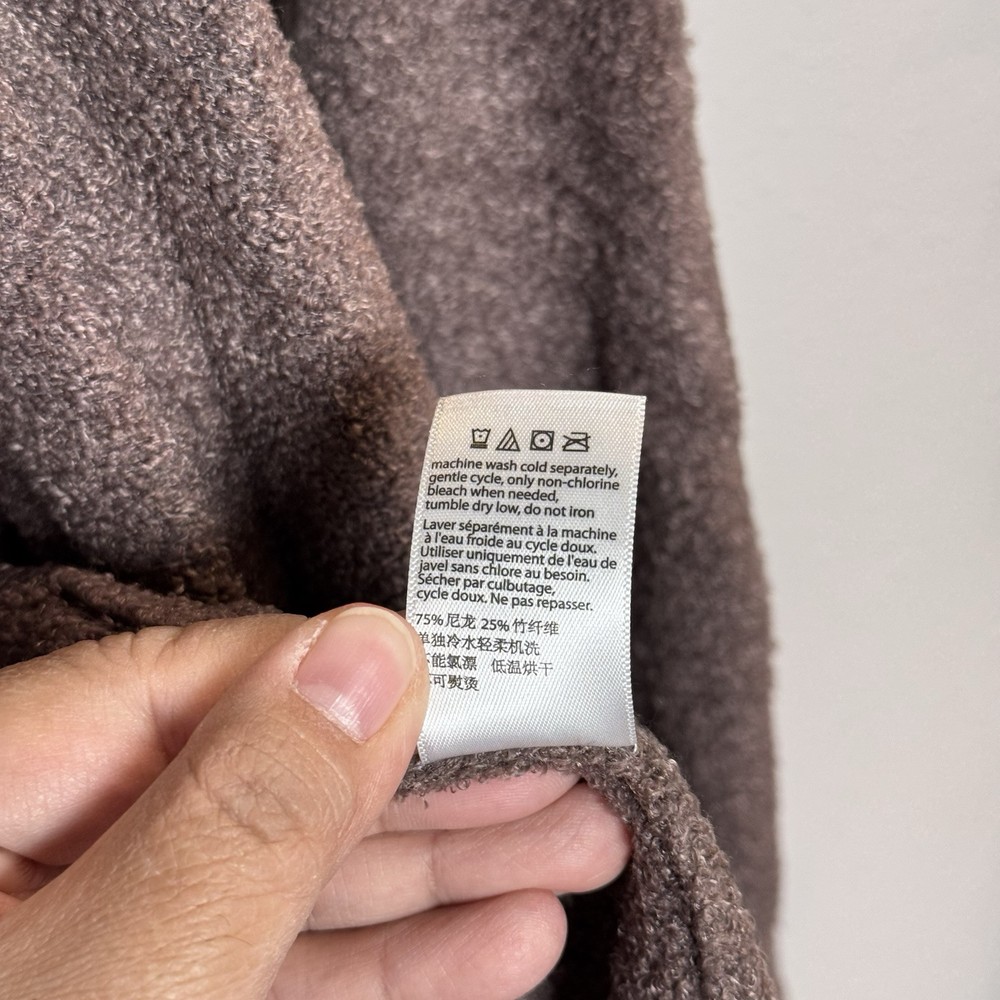 machine wash cold separately,
gentle cycle, only non-chlorine
bleach when needed,
tumble dry low, do not iron
Laver séparément à la machine
à l'eau froide au cycle doux.
Utiliser uniquement de l'eau de
javel sans chlore au besoin.
Sécher par culbutage,
cycle doux. Ne pas repasser.
75% 尼龙 25% 竹纤维
单独冷水轻柔机洗
不能氯漂 低温烘干
不可熨烫